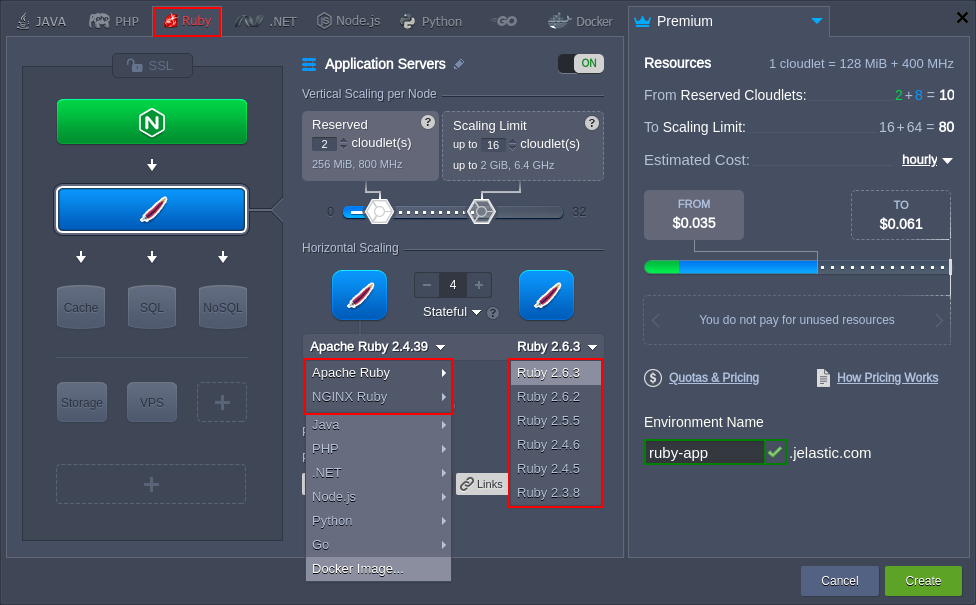 JAVA PHP Ruby .NET Node.js Python GO Docker
SSL
Cache SQL NoSQL
Storage VPS
Application Servers ON
Vertical Scaling per Node
Reserved ?
2 cloudlet(s)
256 MiB, 800 MHz
Scaling Limit ?
up to 16 cloudlet(s)
up to 2 GiB, 6.4 GHz
0 32
Horizontal Scaling
4
Stateful ?
Apache Ruby 2.4.39 Ruby 2.6.3
Apache Ruby
NGINX Ruby
Java
PHP
.NET
Node.js
Python
Go
Docker Image...
Links
Ruby 2.6.3
Ruby 2.6.2
Ruby 2.5.5
Ruby 2.4.6
Ruby 2.4.5
Ruby 2.3.8
Premium
Resources 1 cloudlet = 128 MiB + 400 MHz
From Reserved Cloudlets: 2 + 8 = 10
To Scaling Limit: 16 + 64 = 80
Estimated Cost: hourly
FROM
$0.035
TO
$0.061
You do not pay for unused resources
$ Quotas & Pricing How Pricing Works
Environment Name
ruby-app .jelastic.com
Cancel Create